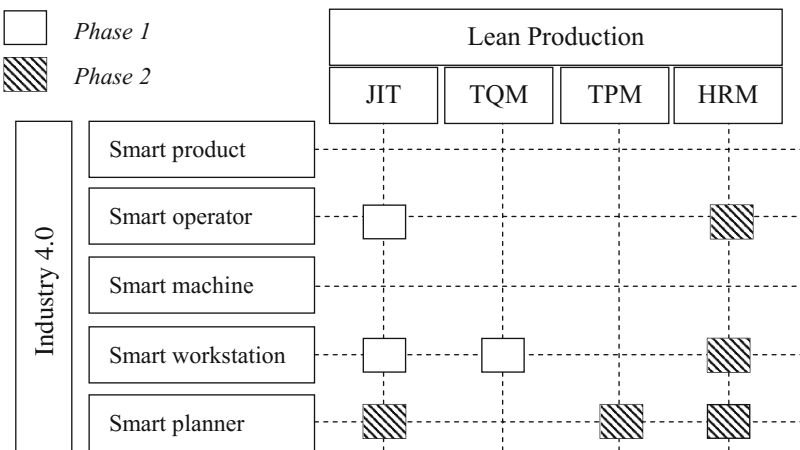 Phase 1
Phase 2
Lean Production
JIT TQM TPM HRM
Industry 4.0
Smart product
Smart operator
Smart machine
Smart workstation
Smart planner